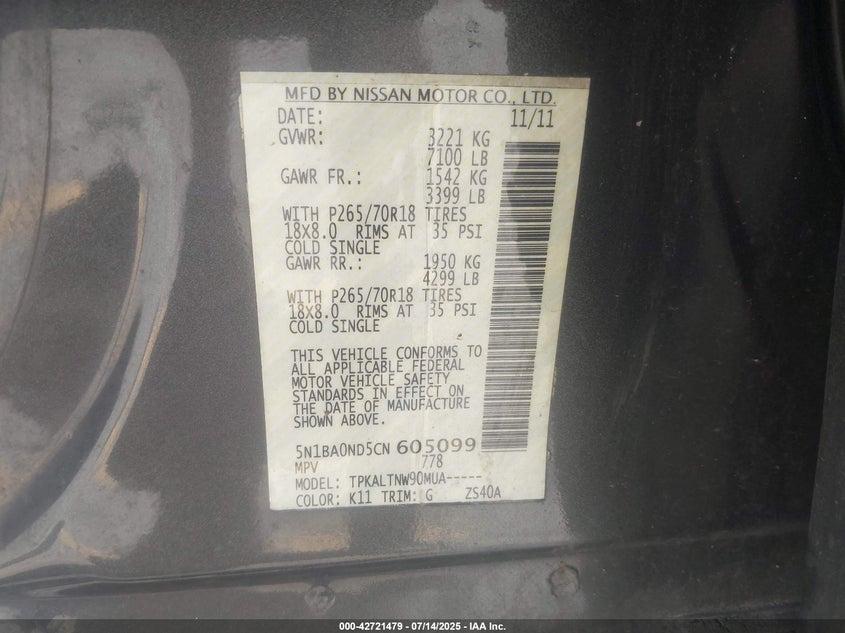 MFD BY NISSAN MOTOR CO., LTD.
DATE: 11/11
GVWR: 3221 KG
7100 LB
GAWR FR.: 1542 KG
3399 LB
WITH P265/70R18 TIRES
18X8.0 RIMS AT 35 PSI
COLD SINGLE
GAWR RR.: 1950 KG
4299 LB
WITH P265/70R18 TIRES
18X8.0 RIMS AT 35 PSI
COLD SINGLE
THIS VEHICLE CONFORMS TO
ALL APPLICABLE FEDERAL
MOTOR VEHICLE SAFETY
STANDARDS IN EFFECT ON
THE DATE OF MANUFACTURE
SHOWN ABOVE.
5N1BA0ND5CN 605099
MPV 778
MODEL: TPKALTNW90MUA-----
COLOR: K11 TRIM: G ZS40A
000-42721479 - 07/14/2025 - IAA Inc.